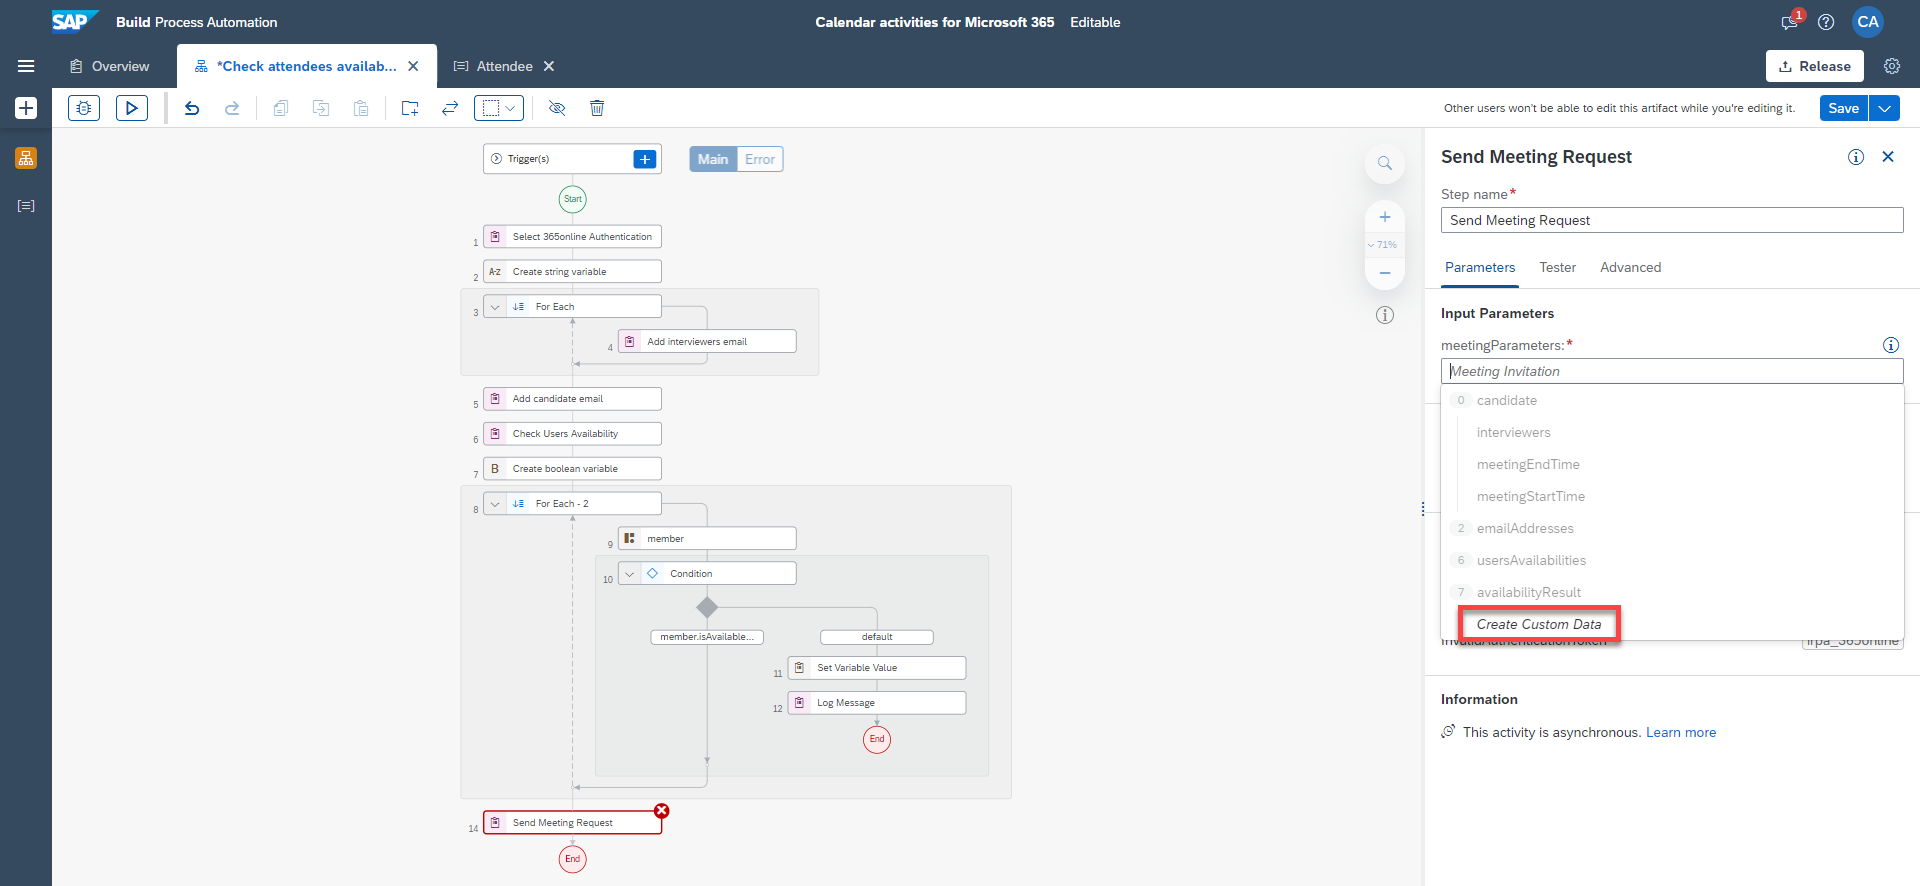 SAP Build Process Automation
Calendar activities for Microsoft 365 Editable
1
CA
Overview
*Check attendees availab...
Attendee
Release
Other users won't be able to edit this artifact while you're editing it.
Save
Trigger(s)
Main Error
Start
1 Select 365online Authentication
2 A-Z Create string variable
3 For Each
4 Add interviewers email
5 Add candidate email
6 Check Users Availability
7 B Create boolean variable
8 For Each - 2
9 member
10 Condition
member.isAvailable...
default
11 Set Variable Value
12 Log Message
End
14 Send Meeting Request
End
71%
Send Meeting Request
Step name*
Send Meeting Request
Parameters Tester Advanced
Input Parameters
meetingParameters:*
Meeting Invitation
0 candidate
interviewers
meetingEndTime
meetingStartTime
2 emailAddresses
6 usersAvailabilities
7 availabilityResult
Create Custom Data
InvalidAuthenticationToken irpa_365online
Information
This activity is asynchronous. Learn more